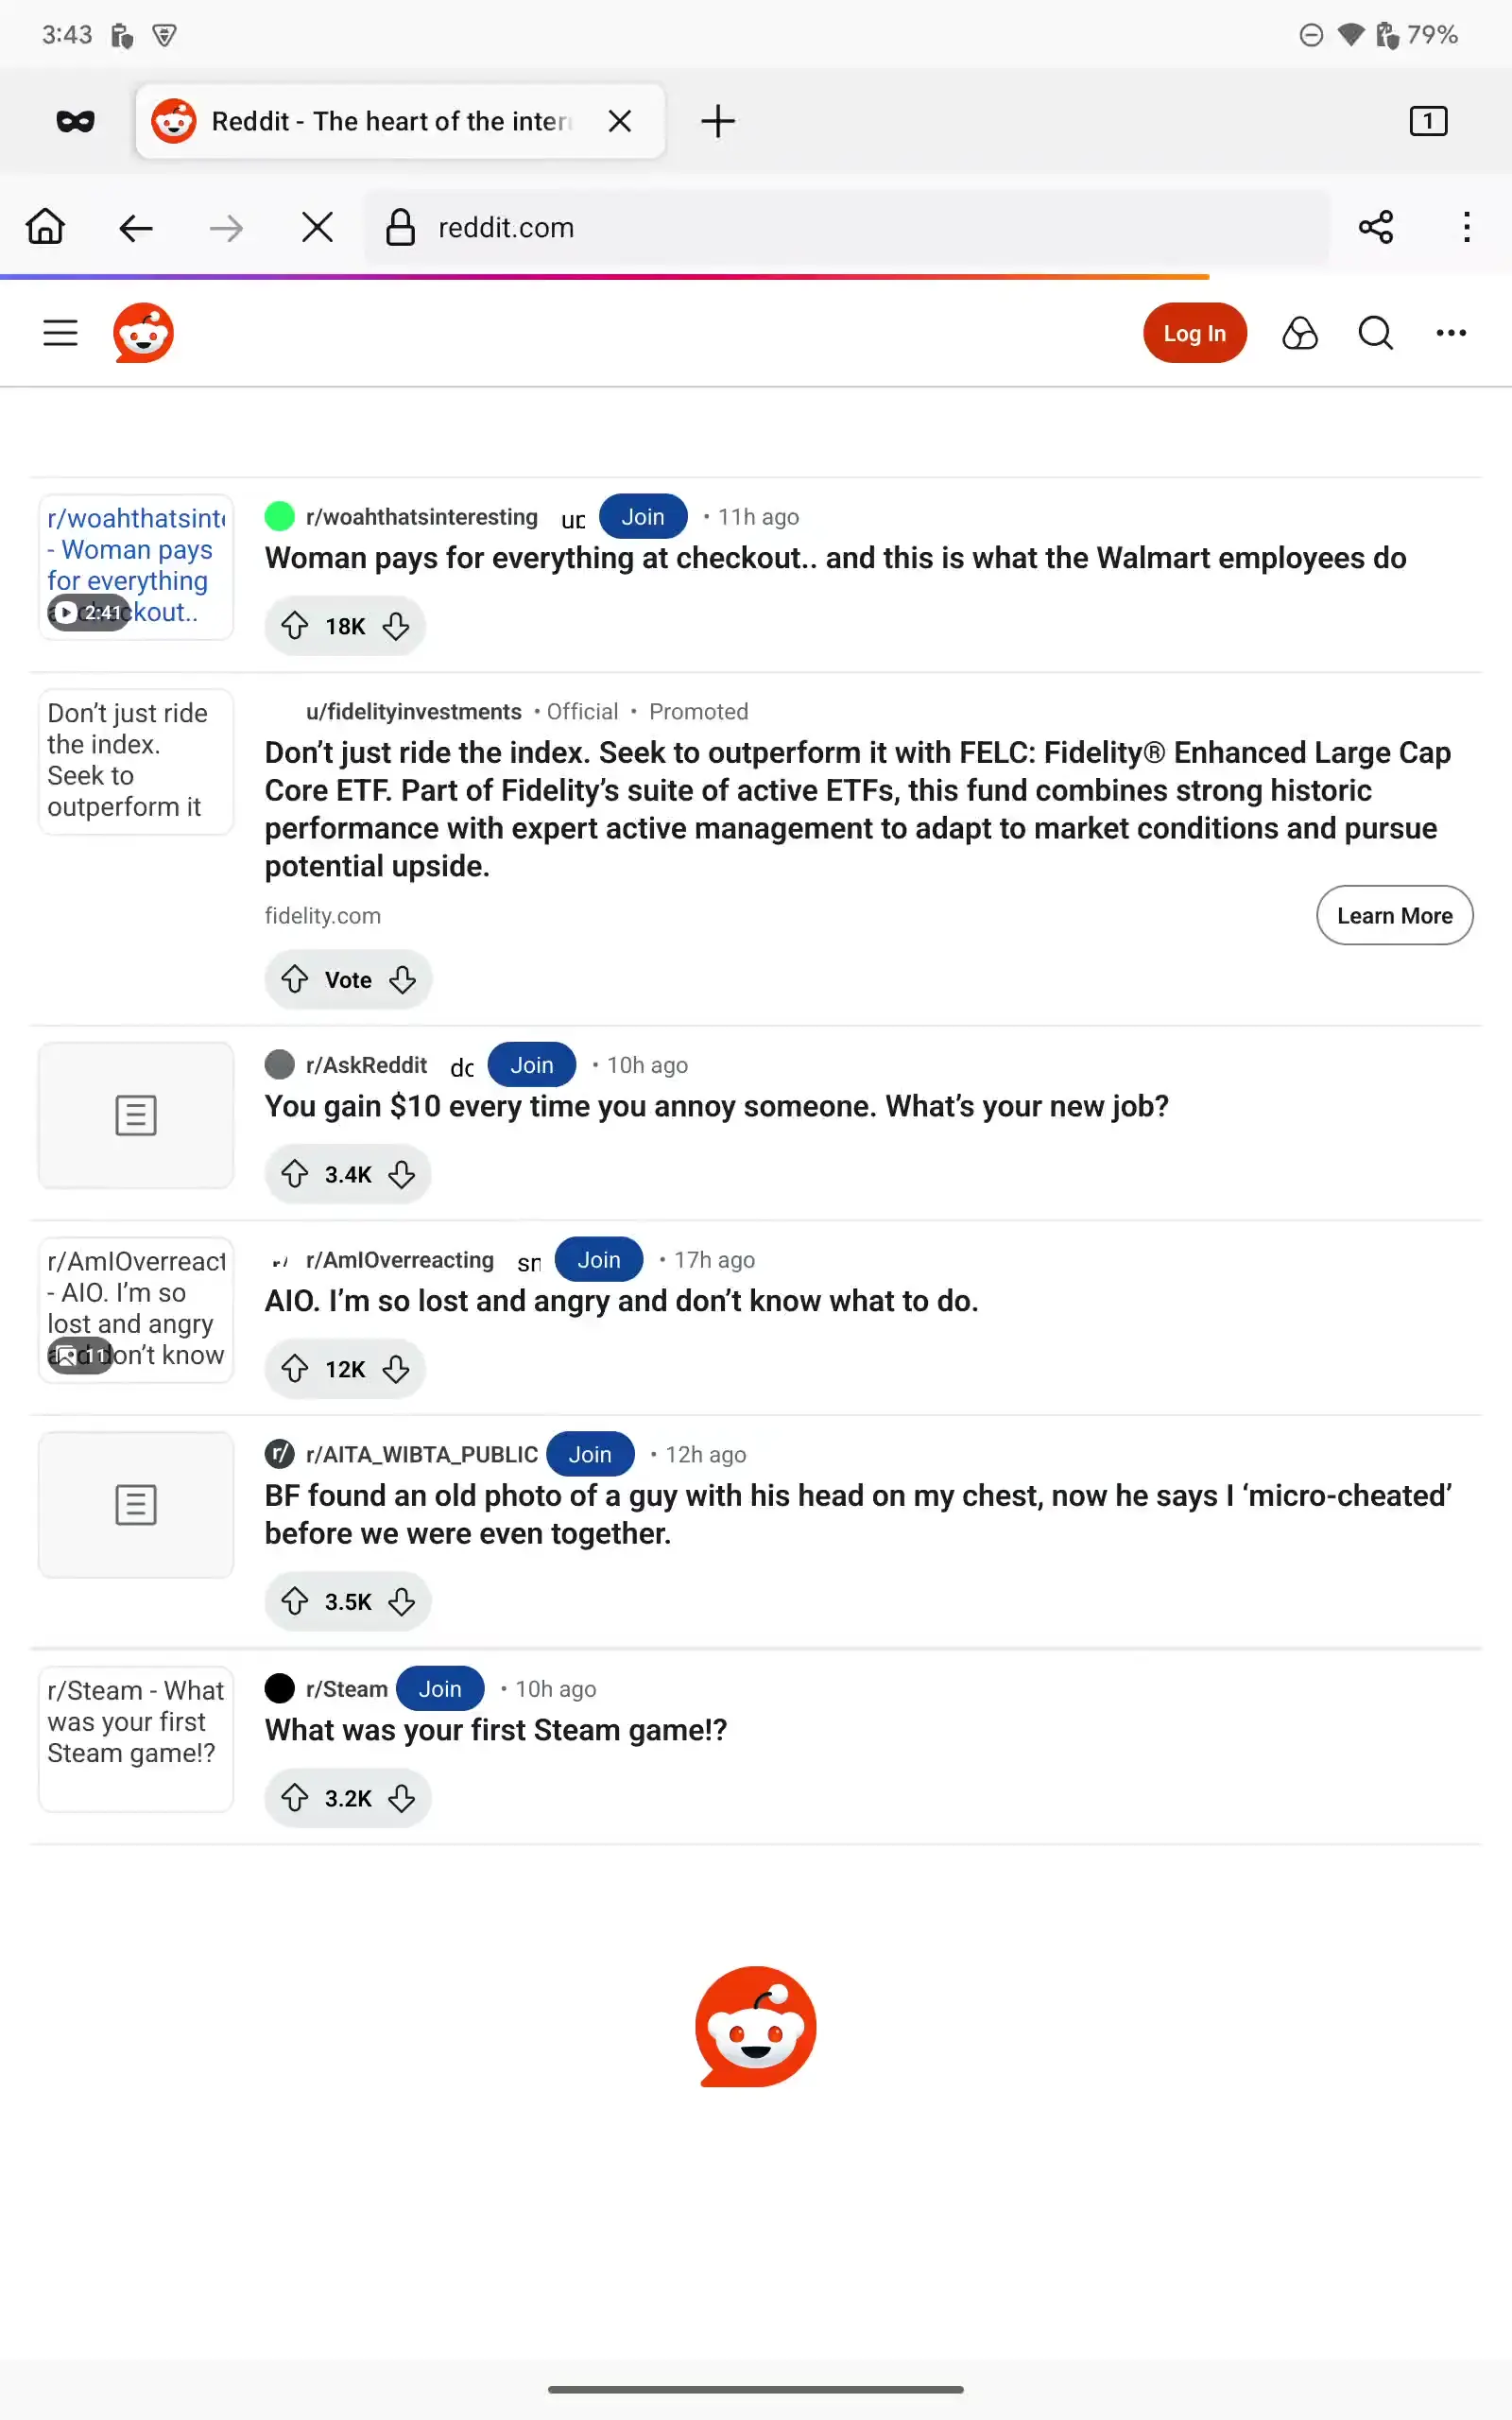 3:43
79%
Reddit - The heart of the inter
1
reddit.com
Log In
r/woahthatsint
- Woman pays
for everything
ckout..
2:41
r/woahthatsinteresting
Join
• 11h ago
Woman pays for everything at checkout.. and this is what the Walmart employees do
18K
Don’t just ride
the index.
Seek to
outperform it
u/fidelityinvestments • Official • Promoted
Don’t just ride the index. Seek to outperform it with FELC: Fidelity® Enhanced Large Cap
Core ETF. Part of Fidelity’s suite of active ETFs, this fund combines strong historic
performance with expert active management to adapt to market conditions and pursue
potential upside.
fidelity.com
Learn More
Vote
r/AskReddit
Join
• 10h ago
You gain $10 every time you annoy someone. What’s your new job?
3.4K
r/AmIOverreact
- AIO. I’m so
lost and angry
don’t know
11
r/AmIOverreacting
sn
Join
• 17h ago
AIO. I’m so lost and angry and don’t know what to do.
12K
r/
r/AITA_WIBTA_PUBLIC
Join
• 12h ago
BF found an old photo of a guy with his head on my chest, now he says I ‘micro-cheated’
before we were even together.
3.5K
r/Steam - What
was your first
Steam game!?
r/Steam
Join
• 10h ago
What was your first Steam game!?
3.2K